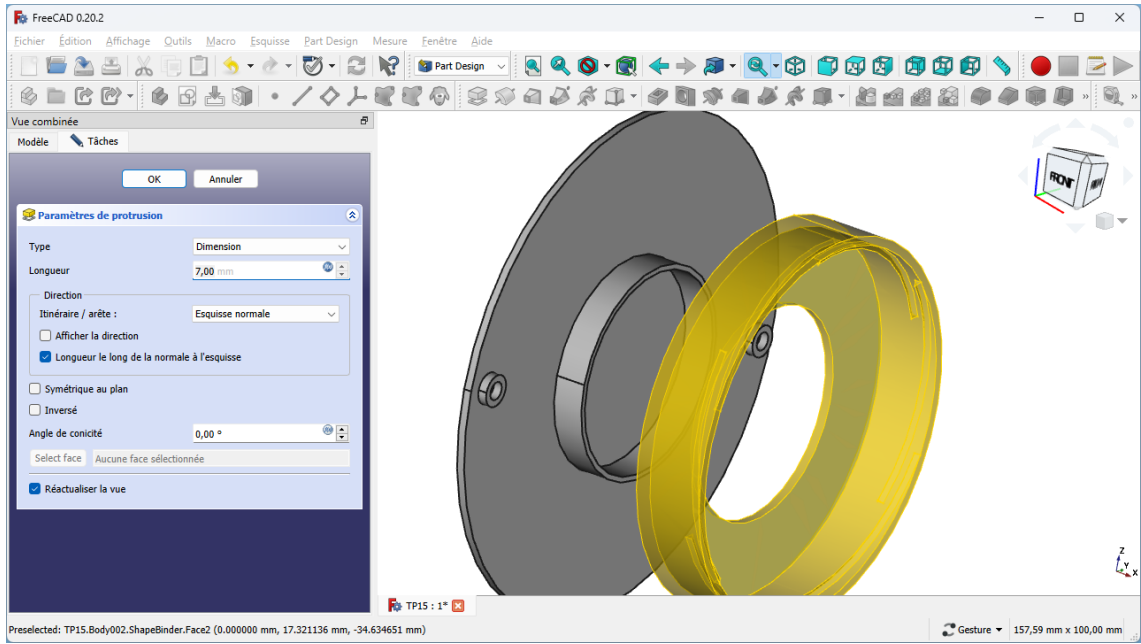 FreeCAD 0.20.2
Fichier Édition Affichage Outils Macro Esquisse Part Design Mesure Fenêtre Aide
Part Design
Vue combinée
Modèle Tâches
OK Annuler
Paramètres de protrusion
Type Dimension
Longueur 7,00 mm
Direction
Itinéraire / arête : Esquisse normale
Afficher la direction
Longueur le long de la normale à l'esquisse
Symétrique au plan
Inversé
Angle de conicité 0,00 °
Select face Aucune face sélectionnée
Réactualiser la vue
FRONT
Z
Y
X
TP15 : 1*
Preselected: TP15.Body002.ShapeBinder.Face2 (0.000000 mm, 17.321136 mm, -34.634651 mm) Gesture 157,59 mm x 100,00 mm